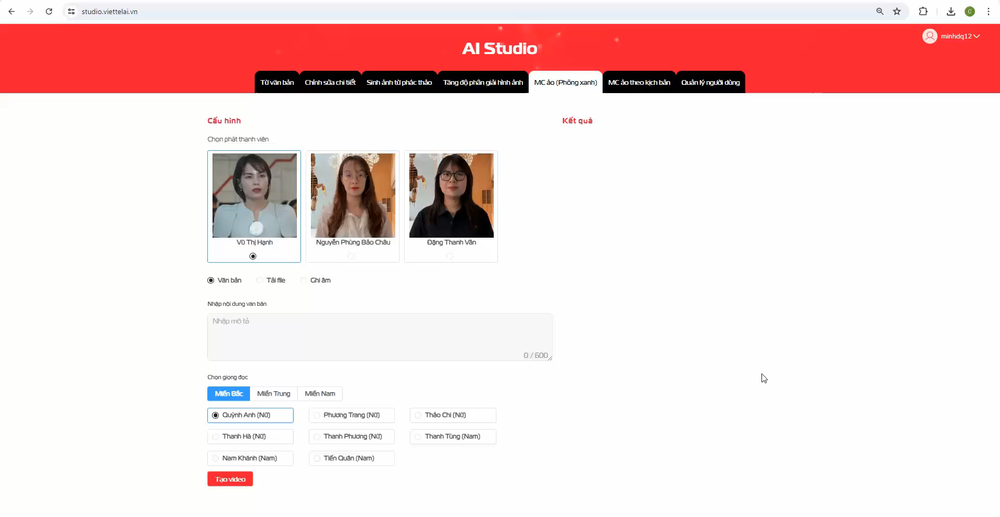 studio.viettelai.vn
C
minhdq12
AI Studio
Từ văn bản
Chỉnh sửa chi tiết
Sinh ảnh từ phác thảo
Tăng độ phân giải hình ảnh
MC ảo (Phông xanh)
MC ảo theo kịch bản
Quản lý người dùng
Cấu hình
Kết quả
Chọn phát thanh viên
Vũ Thị Hạnh
Nguyễn Phùng Bảo Châu
Đặng Thanh Vân
Văn bản
Tải file
Ghi âm
Nhập nội dung văn bản
Nhập mô tả
0 / 600
Chọn giọng đọc
Miền Bắc
Miền Trung
Miền Nam
Quỳnh Anh (Nữ)
Phương Trang (Nữ)
Thảo Chi (Nữ)
Thanh Hà (Nữ)
Thanh Phương (Nữ)
Thanh Tùng (Nam)
Nam Khánh (Nam)
Tiến Quân (Nam)
Tạo video